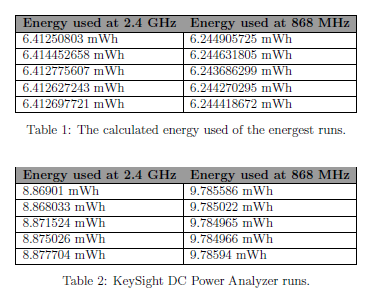 Energy used at 2.4 GHz Energy used at 868 MHz
6.41250803 mWh 6.244905725 mWh
6.414452658 mWh 6.244631805 mWh
6.412775607 mWh 6.243686299 mWh
6.412627243 mWh 6.244270295 mWh
6.412697721 mWh 6.244418672 mWh
Table 1: The calculated energy used of the energest runs.
Energy used at 2.4 GHz Energy used at 868 MHz
8.86901 mWh 9.785586 mWh
8.868033 mWh 9.785022 mWh
8.871524 mWh 9.784965 mWh
8.875026 mWh 9.784966 mWh
8.877704 mWh 9.78594 mWh
Table 2: KeySight DC Power Analyzer runs.